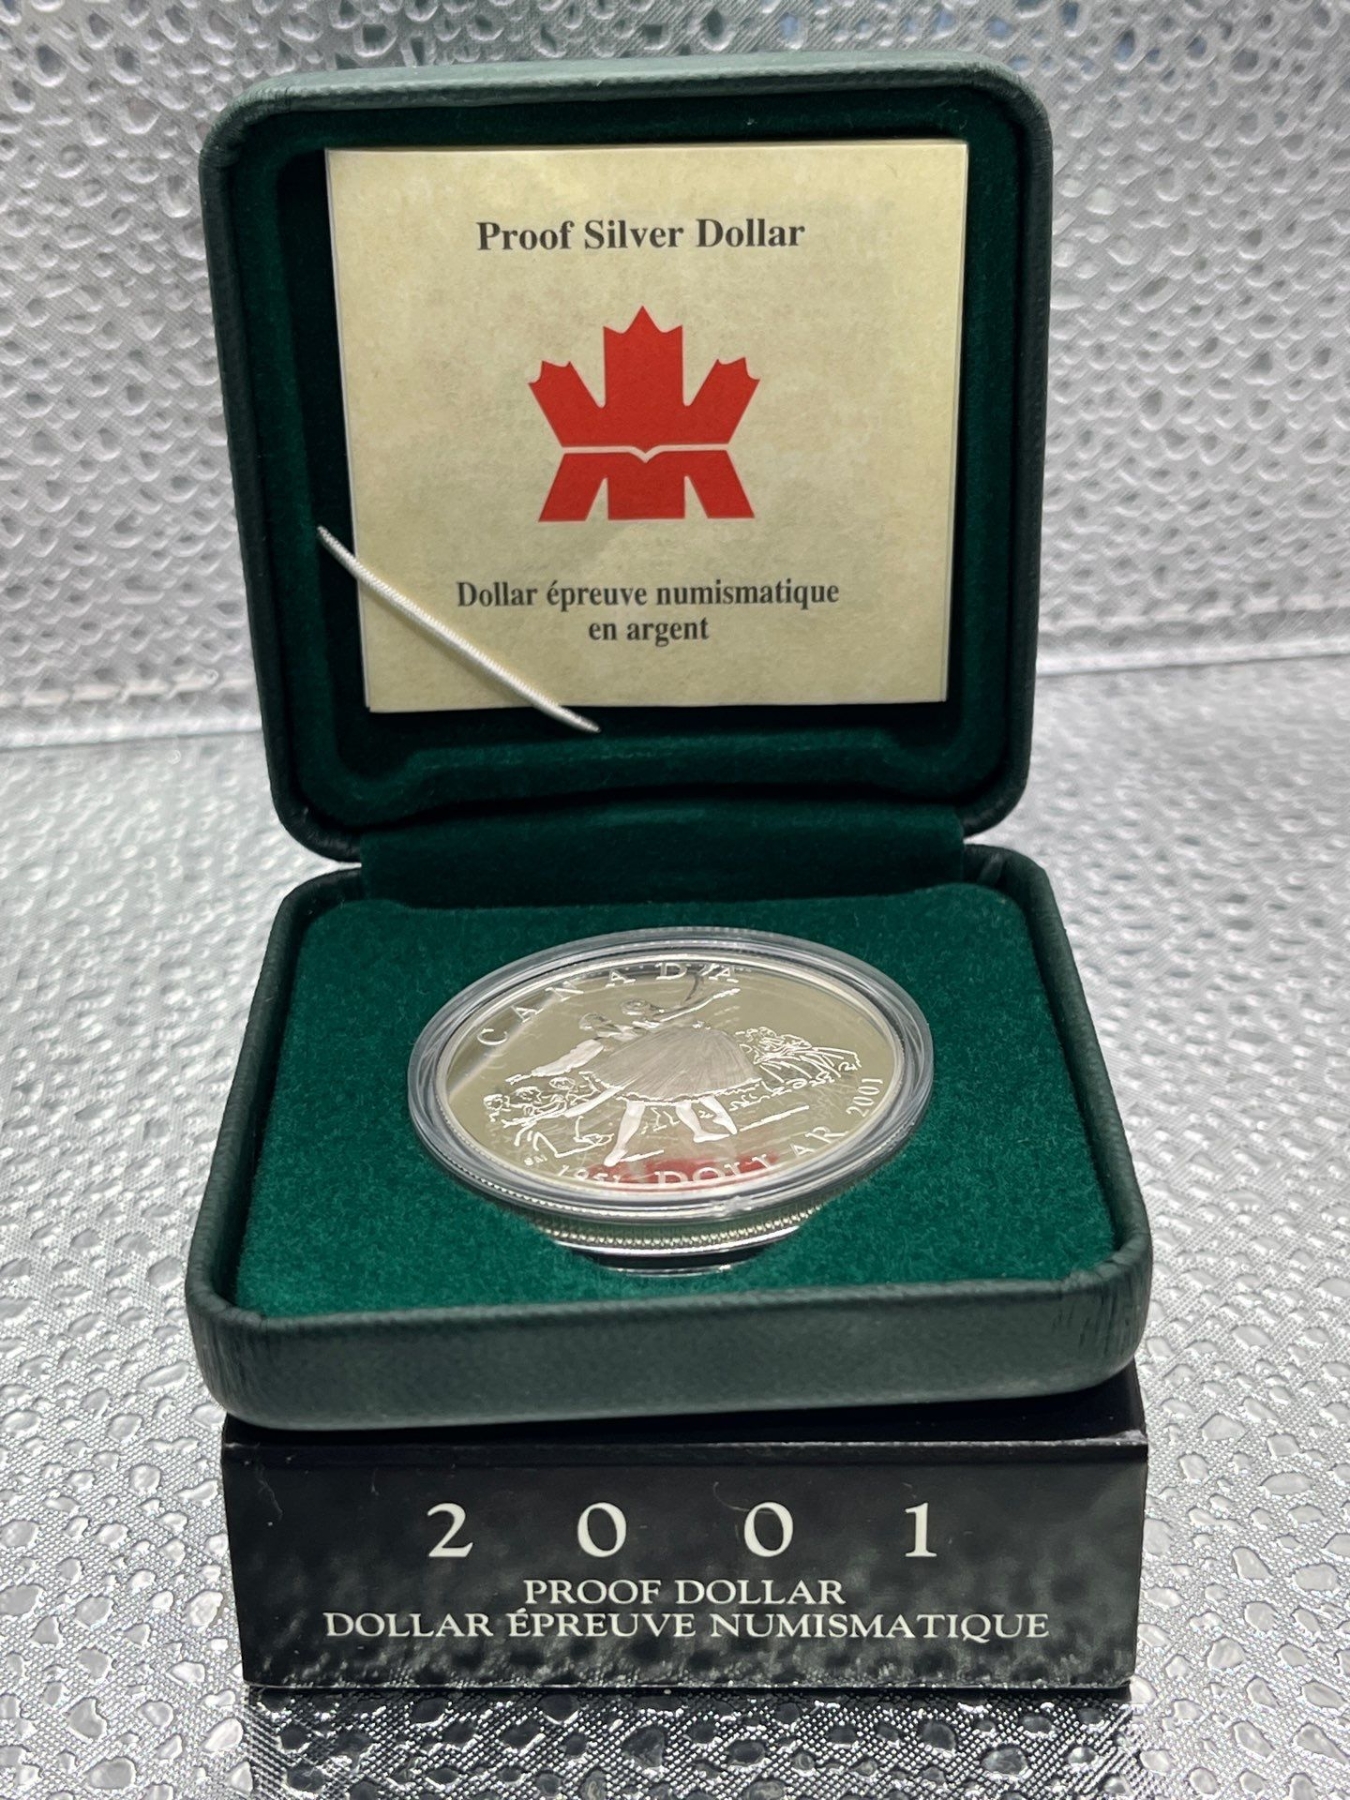 Proof Silver Dollar
Dollar épreuve numismatique
en argent
CANADA
2001
DOLLAR
2 0 0 1
PROOF DOLLAR
DOLLAR ÉPREUVE NUMISMATIQUE